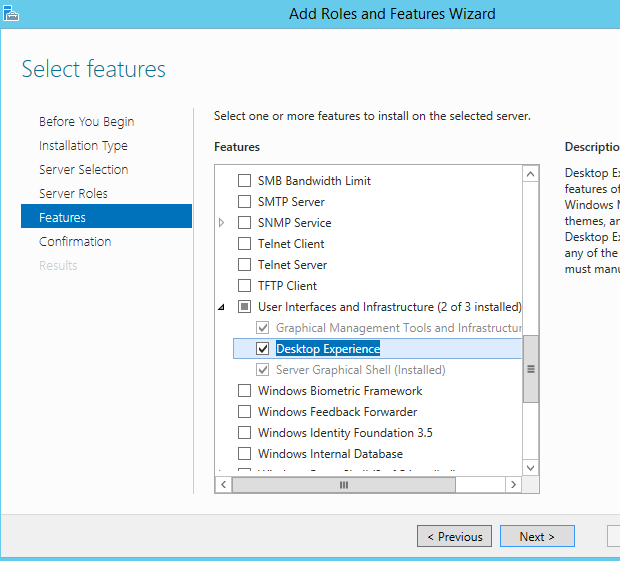 Add Roles and Features Wizard
Select features
Before You Begin
Installation Type
Server Selection
Server Roles
Features
Confirmation
Results
Select one or more features to install on the selected server.
Features
SMB Bandwidth Limit
SMTP Server
SNMP Service
Telnet Client
Telnet Server
TFTP Client
User Interfaces and Infrastructure (2 of 3 installed)
Graphical Management Tools and Infrastructur
Desktop Experience
Server Graphical Shell (Installed)
Windows Biometric Framework
Windows Feedback Forwarder
Windows Identity Foundation 3.5
Windows Internal Database
Descriptio
Desktop Ex
features of
Windows M
themes, an
Desktop Ex
any of the
must manu
< Previous
Next >